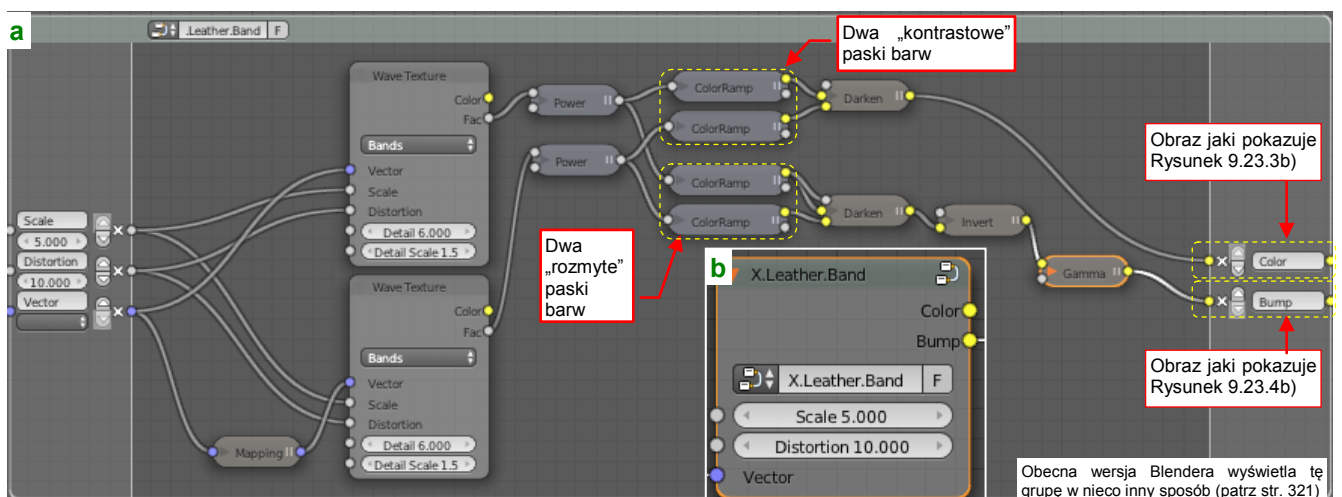 a
.Leather.Band F
Wave Texture
Color
Fac
Bands
Vector
Scale
Distortion
Detail 6.000
Detail Scale 1.5
Wave Texture
Color
Fac
Bands
Vector
Scale
Distortion
Detail 6.000
Detail Scale 1.5
Scale
5.000
Distortion
10.000
Vector
Mapping
Power
Power
ColorRamp
ColorRamp
ColorRamp
ColorRamp
Darken
Darken
Invert
Gamma
Color
Bump
Dwa „kontrastowe”
paski barw
Dwa
„rozmyte”
paski
barw
Obraz jaki pokazuje
Rysunek 9.23.3b)
Obraz jaki pokazuje
Rysunek 9.23.4b)
b
X.Leather.Band
Color
Bump
X.Leather.Band F
Scale 5.000
Distortion 10.000
Vector
Obecna wersja Blendera wyświetla tę
grupę w nieco inny sposób (patrz str. 321)